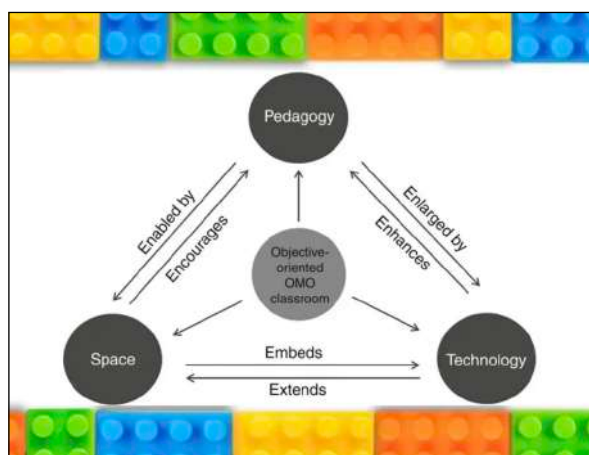 Pedagogy
Enabled by
Encourages
Enlarged by
Enhances
Objective-
oriented
OMO
classroom
Space
Embeds
Extends
Technology